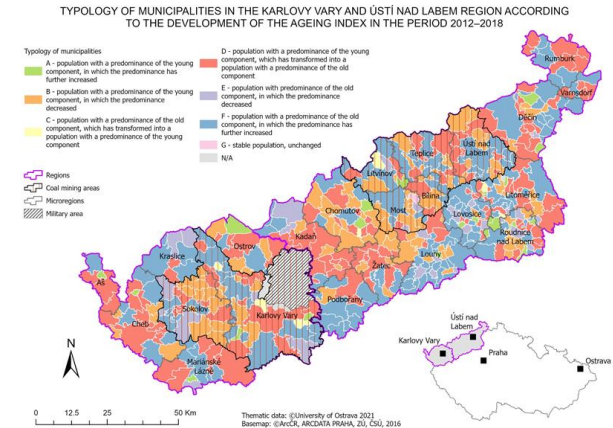 TYPOLOGY OF MUNICIPALITIES IN THE KARLOVY VARY AND ÚSTÍ NAD LABEM REGION ACCORDING
TO THE DEVELOPMENT OF THE AGEING INDEX IN THE PERIOD 2012–2018
Typology of municipalities
A - population with a predominance of the young
component, in which the predominance has
further increased
B - population with a predominance of the young
component, in which the predominance
decreased
C - population with a predominance of the old
component, which has transformed into a
population with a predominance of the young
component
D - population with a predominance of the young
component, which has transformed into a
population with a predominance of the old
component
E - population with the predominance of the old
component, in which the predominance
decreased
F - population with the predominance of the old
component, in which the predominance has
further increased
G - stable population, unchanged
N/A
Regions
Coal mining areas
Microregions
Military area
Rumburk
Varnsdorf
Děčín
Ústí nad
Labem
Teplice
Litvínov
Bílina
Most
Litoměřice
Lovosice
Roudnice
nad Labem
Chomutov
Kadaň
Louny
Žatec
Podbořany
Ostrov
Kraslice
Sokolov
Karlovy Vary
Aš
Cheb
Mariánské
Lázně
Ústí nad
Labem
Karlovy Vary
Praha
Ostrava
N
0 12.5 25 50 Km
Thematic data: ©University of Ostrava 2021
Basemap: ©ArcČR, ARCDATA PRAHA, ZÚ, ČSÚ, 2016